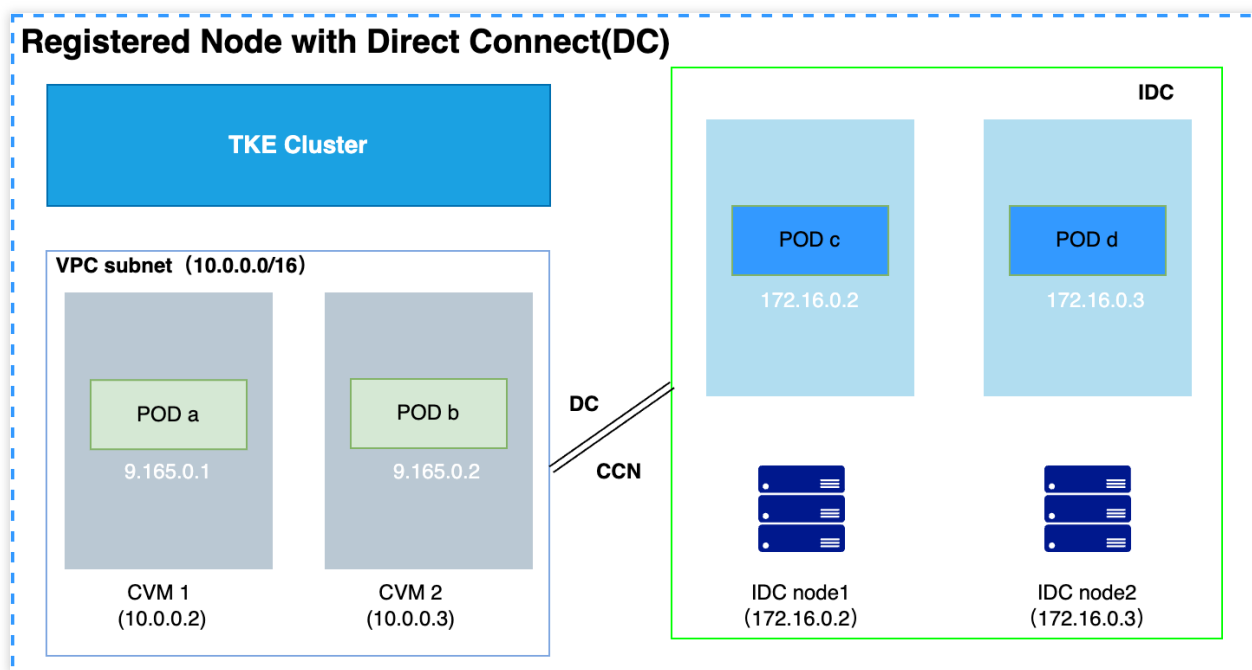 Registered Node with Direct Connect(DC)
IDC
TKE Cluster
POD c
POD d
172.16.0.2
172.16.0.3
VPC subnet（10.0.0.0/16）
POD a
POD b
9.165.0.1
9.165.0.2
DC
CCN
CVM 1
(10.0.0.2)
CVM 2
(10.0.0.3)
IDC node1
（172.16.0.2）
IDC node2
（172.16.0.3）